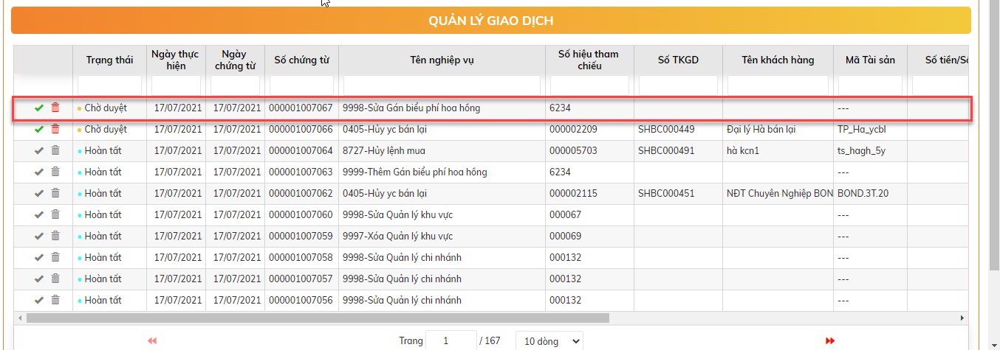 QUẢN LÝ GIAO DỊCH
Trạng thái Ngày thực hiện Ngày chứng từ Số chứng từ Tên nghiệp vụ Số hiệu tham chiếu Số TKGD Tên khách hàng Mã Tài sản Số tiền/Số
Chờ duyệt 17/07/2021 17/07/2021 000001007067 9998-Sửa Gán biểu phí hoa hồng 6234 ---
Chờ duyệt 17/07/2021 17/07/2021 000001007066 0405-Hủy yc bán lại 000002209 SHBC000449 Đại lý Hà bán lại TP_Ha_ycbl
Hoàn tất 17/07/2021 17/07/2021 000001007064 8727-Hủy lệnh mua 000005703 SHBC000491 hà kcn1 ts_hagh_5y
Hoàn tất 17/07/2021 17/07/2021 000001007063 9999-Thêm Gán biểu phí hoa hồng 6234 ---
Hoàn tất 17/07/2021 17/07/2021 000001007062 0405-Hủy yc bán lại 000002115 SHBC000451 NĐT Chuyên Nghiệp BON BOND.3T.20
Hoàn tất 17/07/2021 17/07/2021 000001007060 9998-Sửa Quản lý khu vực 000067 ---
Hoàn tất 17/07/2021 17/07/2021 000001007059 9997-Xóa Quản lý khu vực 000069 ---
Hoàn tất 17/07/2021 17/07/2021 000001007058 9998-Sửa Quản lý chi nhánh 000132 ---
Hoàn tất 17/07/2021 17/07/2021 000001007057 9998-Sửa Quản lý chi nhánh 000132 ---
Hoàn tất 17/07/2021 17/07/2021 000001007056 9998-Sửa Quản lý chi nhánh 000132 ---
Trang 1 / 167 10 dòng